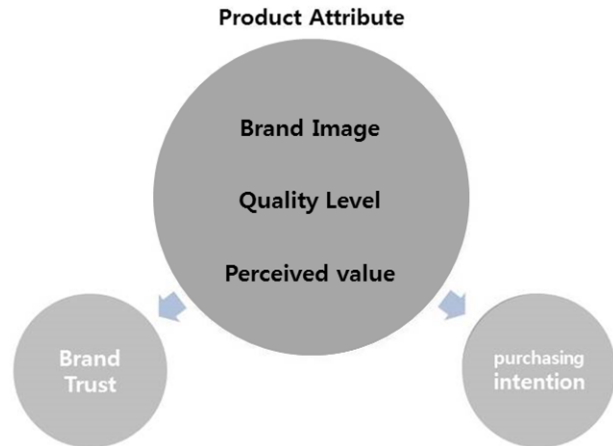 Product Attribute
Brand Image
Quality Level
Perceived value
Brand
Trust
purchasing
intention